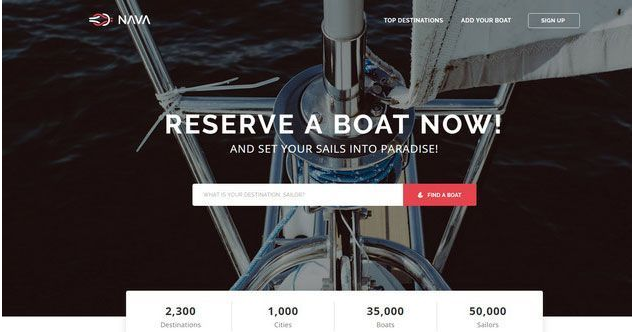 NAVA
TOP DESTINATIONS
ADD YOUR BOAT
SIGN UP
RESERVE A BOAT NOW!
AND SET YOUR SAILS INTO PARADISE!
WHAT IS YOUR DESTINATION, SAILOR?
FIND A BOAT
2,300
Destinations
1,000
Cities
35,000
Boats
50,000
Sailors